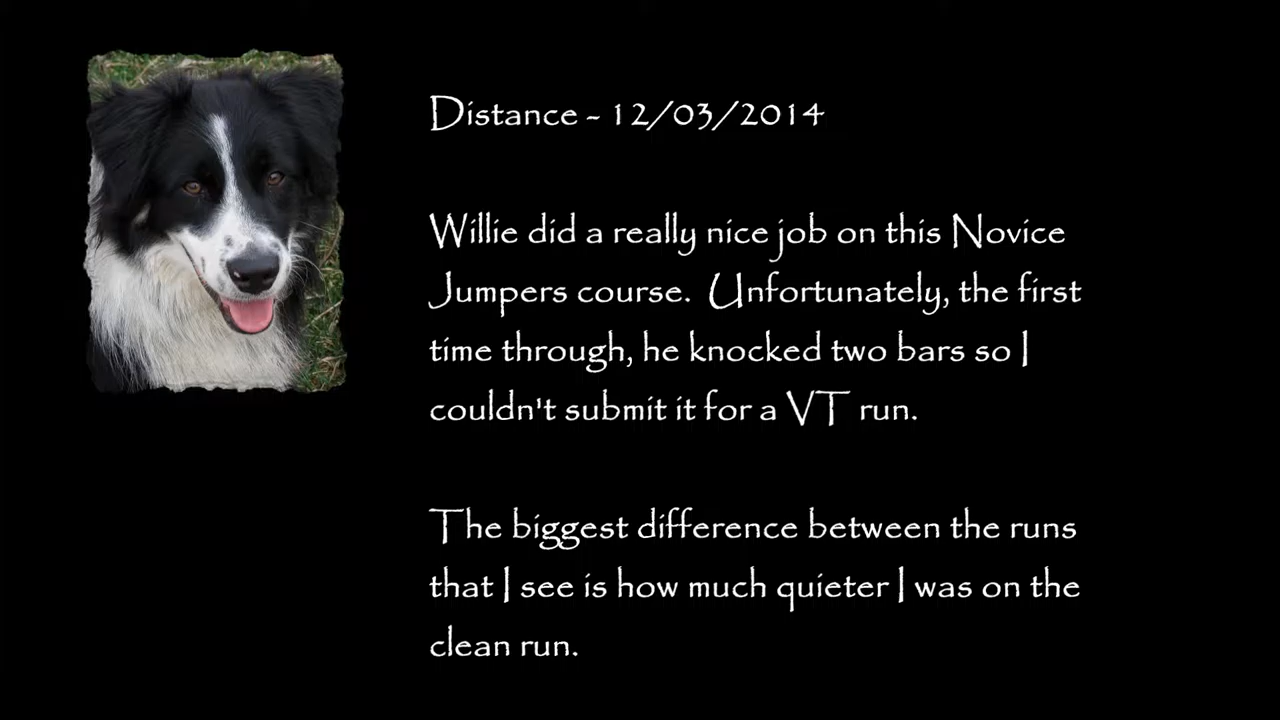 Distance - 12/03/2014
Willie did a really nice job on this Novice
Jumpers course.  Unfortunately, the first
time through, he knocked two bars so I
couldn't submit it for a VT run.
The biggest difference between the runs
that I see is how much quieter I was on the
clean run.